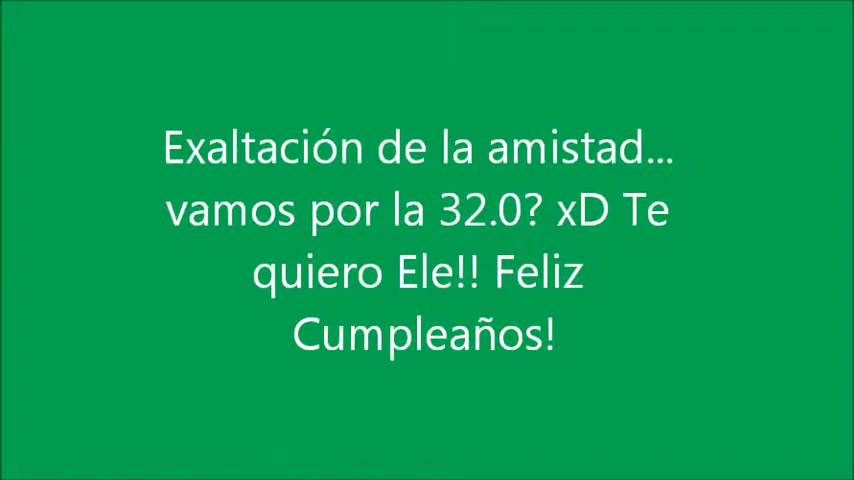 Exaltación de la amistad...
vamos por la 32.0? xD Te
quiero Ele!! Feliz
Cumpleaños!